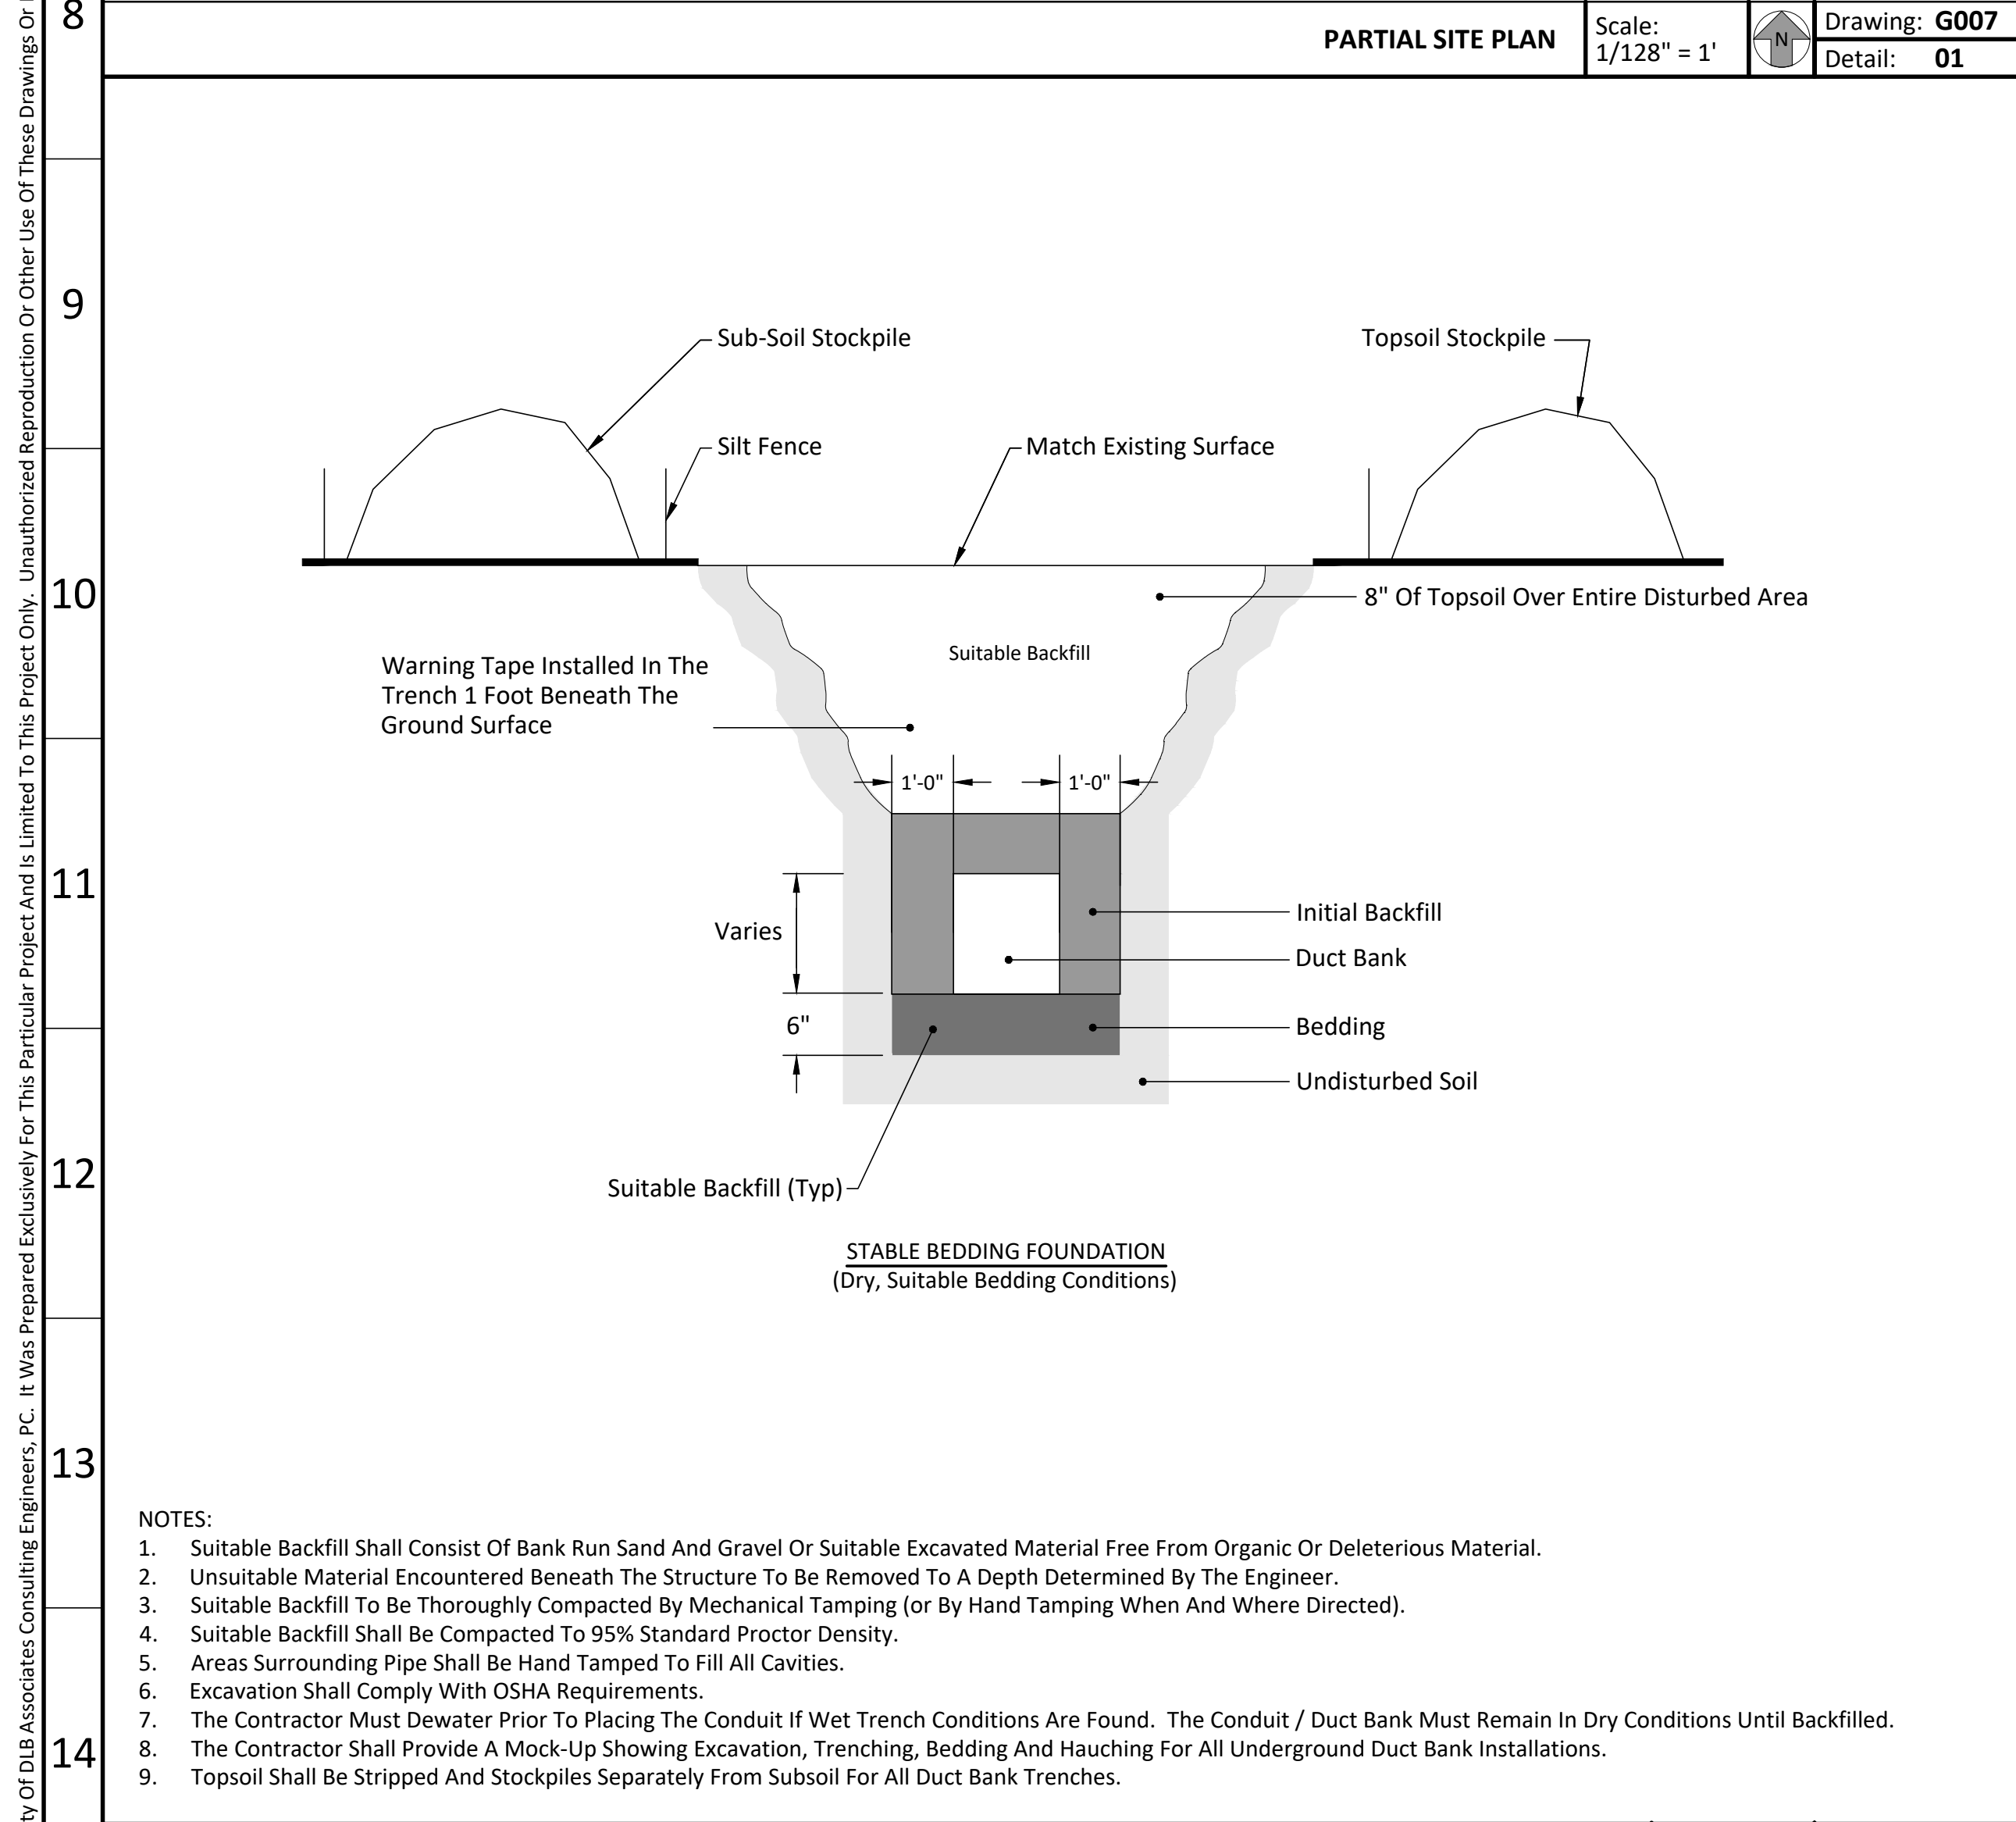 8
PARTIAL SITE PLAN
Scale:
1/128" = 1'
N
Drawing: G007
Detail: 01
9
Sub-Soil Stockpile
Topsoil Stockpile
Silt Fence
Match Existing Surface
10
8" Of Topsoil Over Entire Disturbed Area
Suitable Backfill
Warning Tape Installed In The
Trench 1 Foot Beneath The
Ground Surface
1'-0"
1'-0"
11
Varies
Initial Backfill
Duct Bank
6"
Bedding
Undisturbed Soil
12
Suitable Backfill (Typ)
STABLE BEDDING FOUNDATION
(Dry, Suitable Bedding Conditions)
13
NOTES:
1. Suitable Backfill Shall Consist Of Bank Run Sand And Gravel Or Suitable Excavated Material Free From Organic Or Deleterious Material.
2. Unsuitable Material Encountered Beneath The Structure To Be Removed To A Depth Determined By The Engineer.
3. Suitable Backfill To Be Thoroughly Compacted By Mechanical Tamping (or By Hand Tamping When And Where Directed).
4. Suitable Backfill Shall Be Compacted To 95% Standard Proctor Density.
5. Areas Surrounding Pipe Shall Be Hand Tamped To Fill All Cavities.
6. Excavation Shall Comply With OSHA Requirements.
7. The Contractor Must Dewater Prior To Placing The Conduit If Wet Trench Conditions Are Found. The Conduit / Duct Bank Must Remain In Dry Conditions Until Backfilled.
8. The Contractor Shall Provide A Mock-Up Showing Excavation, Trenching, Bedding And Hauching For All Underground Duct Bank Installations.
9. Topsoil Shall Be Stripped And Stockpiles Separately From Subsoil For All Duct Bank Trenches.
14
ty Of DLB Associates Consulting Engineers, PC. It Was Prepared Exclusively For This Particular Project And Is Limited To This Project Only. Unauthorized Reproduction Or Other Use Of These Drawings Or